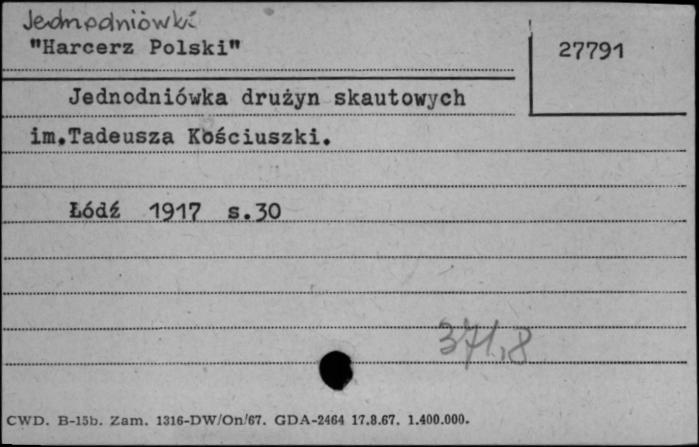 Jednodniówki
"Harcerz Polski"
27791
Jednodniówka drużyn skautowych
im.Tadeusza Kościuszki.
Łódź 1917 s.30
371,8
CWD. B-15b. Zam. 1316-DW/On/67. GDA-2464 17.8.67. 1.400.000.